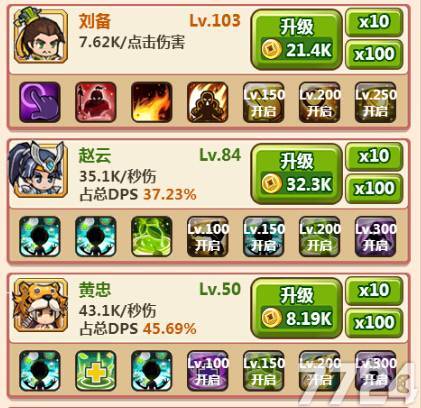 刘备 Lv.103
7.62K/点击伤害
升级
21.4K
x10
x100
Lv.150 开启
Lv.200 开启
Lv.250 开启
赵云 Lv.84
35.1K/秒伤
占总DPS 37.23%
升级
32.3K
x10
x100
Lv.100 开启
Lv.150 开启
Lv.200 开启
Lv.300 开启
黄忠 Lv.50
43.1K/秒伤
占总DPS 45.69%
升级
8.19K
x10
x100
Lv.100 开启
Lv.150 开启
Lv.200 开启
Lv.300 开启
7724